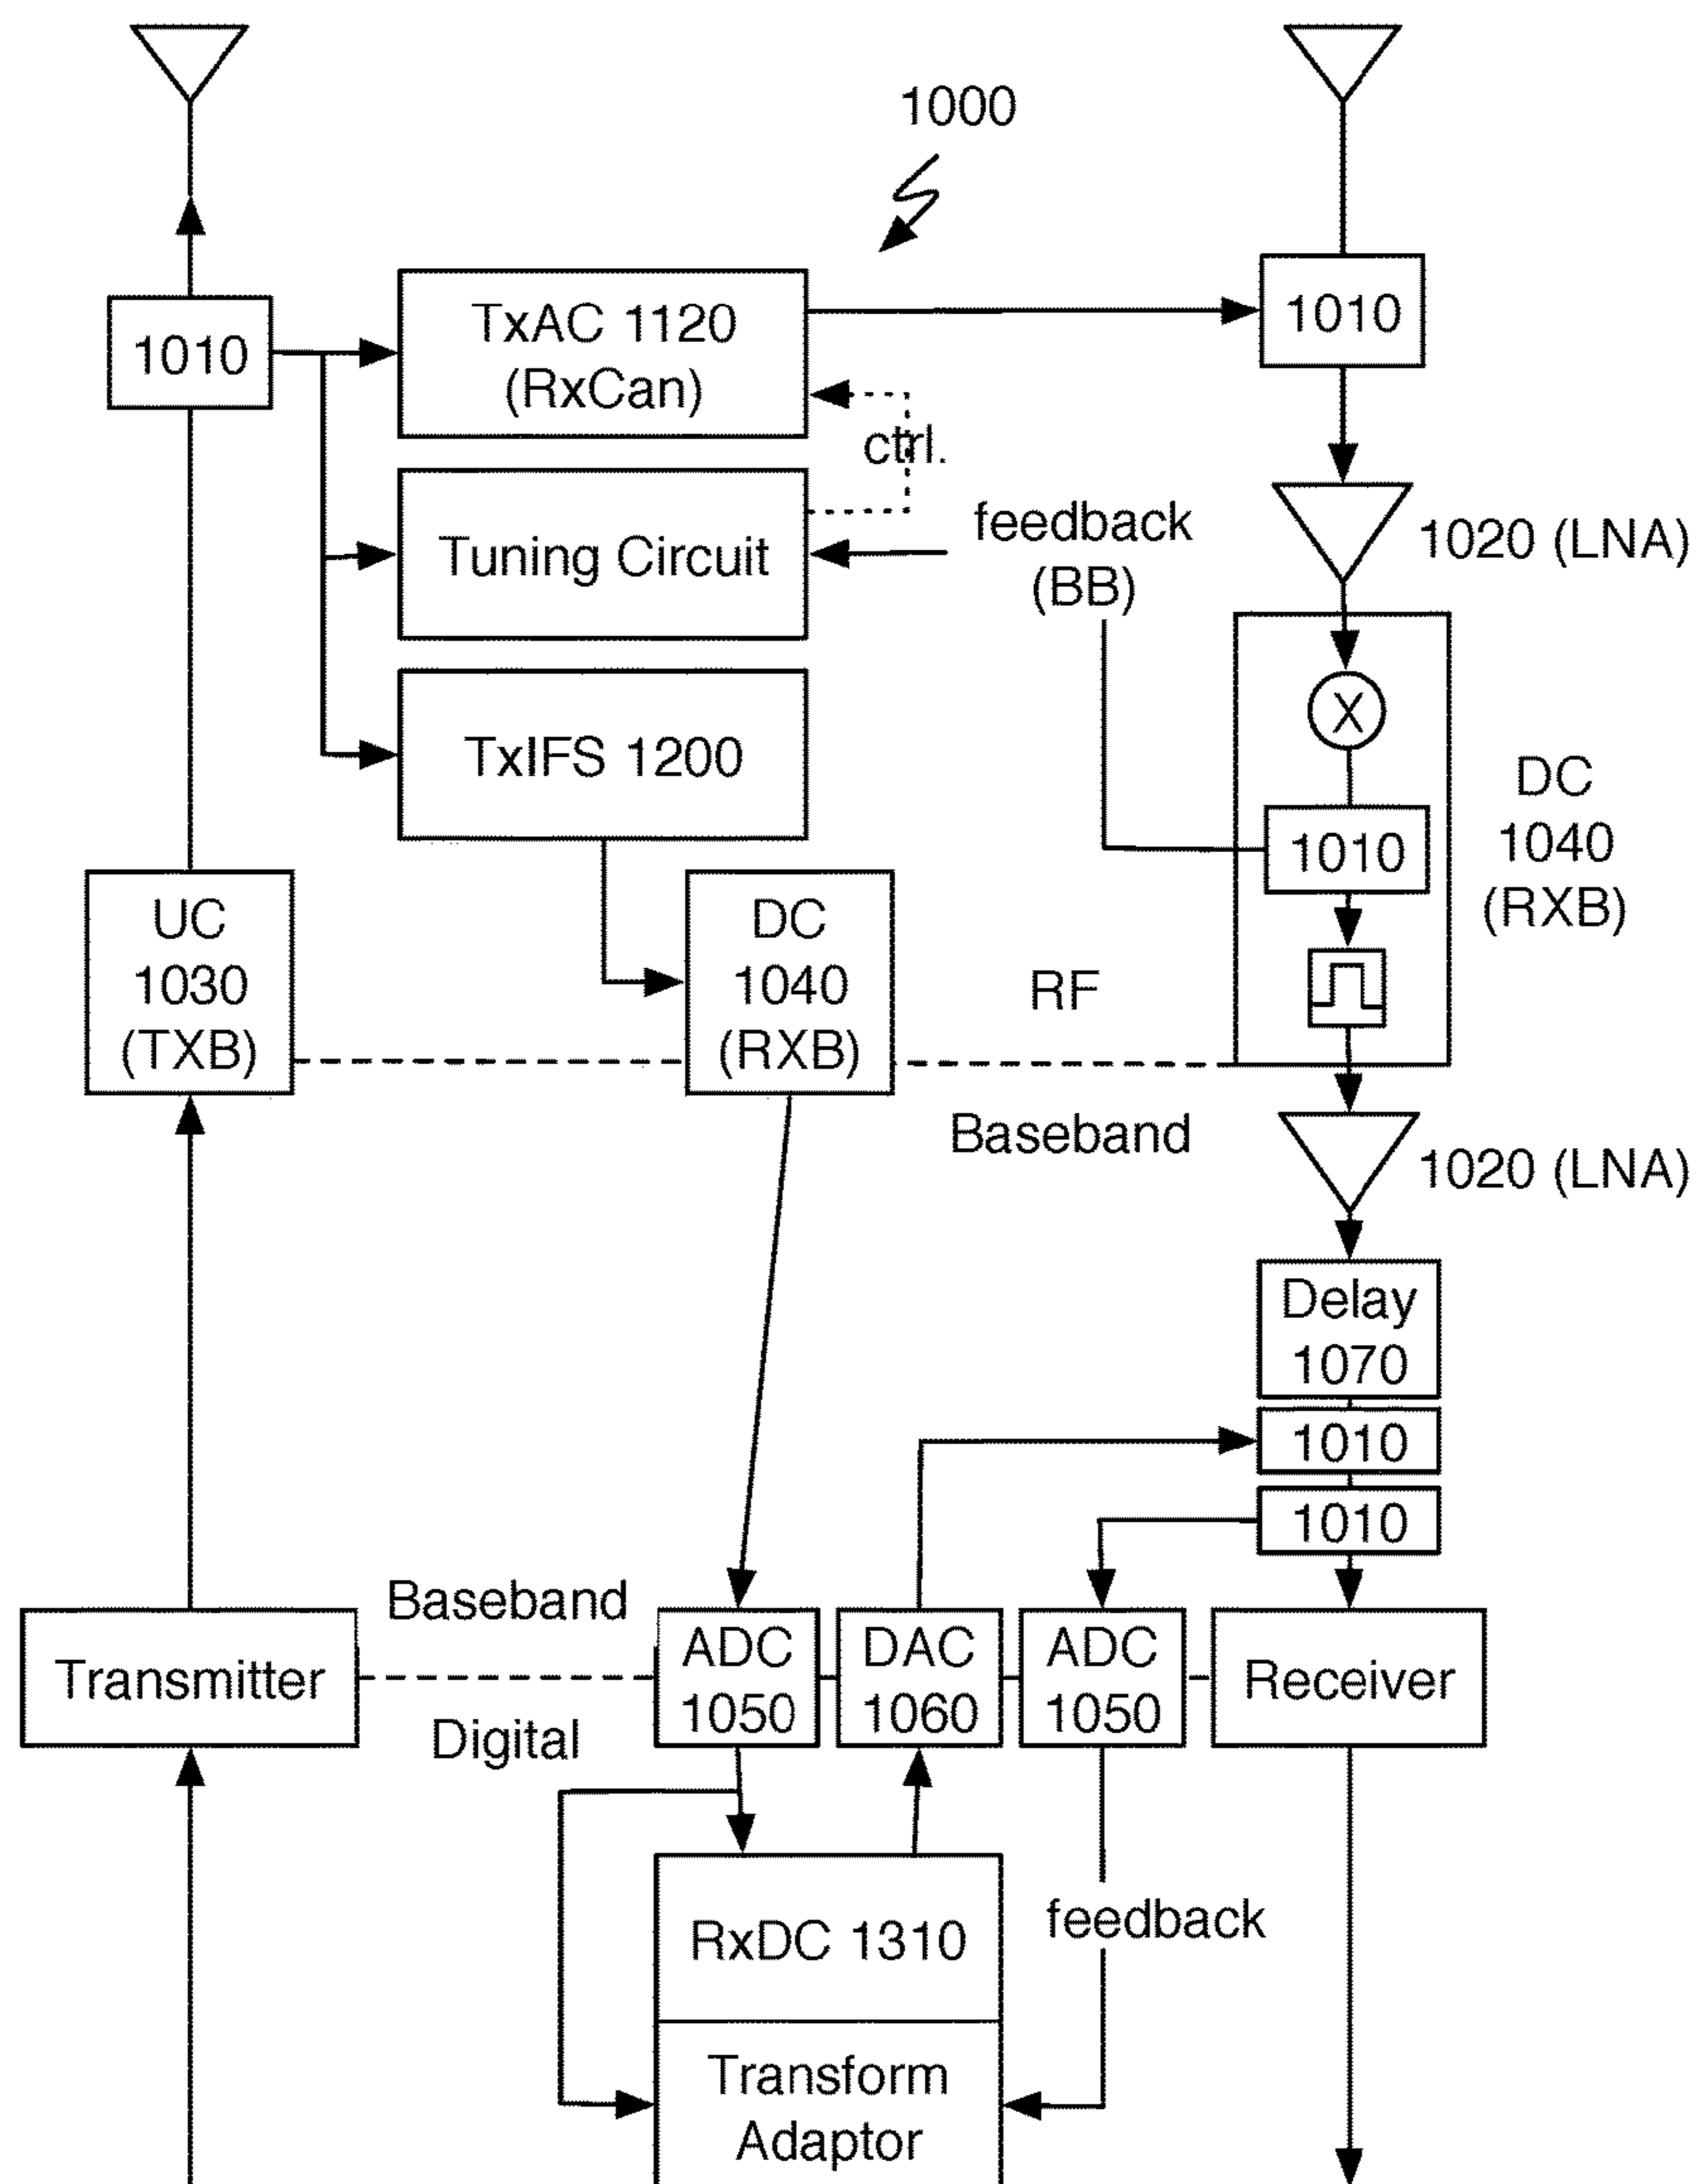 1000
1010
TxAC 1120
(RxCan)
1010
ctrl.
Tuning Circuit
feedback
(BB)
1020 (LNA)
X
TxIFS 1200
1010
DC
1040
(RXB)
UC
1030
(TXB)
DC
1040
(RXB)
RF
Baseband
1020 (LNA)
Delay
1070
1010
1010
Baseband
Transmitter
Digital
ADC
1050
DAC
1060
ADC
1050
Receiver
RxDC 1310
feedback
Transform
Adaptor